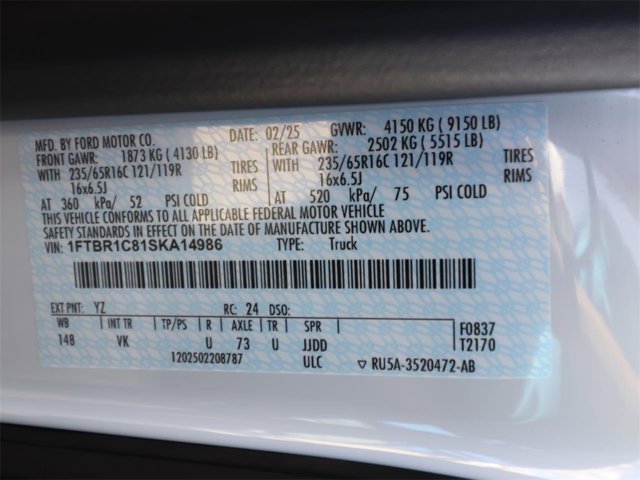 MFD. BY FORD MOTOR CO. DATE: 02/25 GVWR: 4150 KG ( 9150 LB)
FRONT GAWR: 1873 KG ( 4130 LB) REAR GAWR: 2502 KG ( 5515 LB)
WITH 235/65R16C 121/119R TIRES WITH 235/65R16C 121/119R TIRES
16x6.5J RIMS 16x6.5J RIMS
AT 360 kPa/ 52 PSI COLD AT 520 kPa/ 75 PSI COLD
THIS VEHICLE CONFORMS TO ALL APPLICABLE FEDERAL MOTOR VEHICLE
SAFETY STANDARDS IN EFFECT ON THE DATE OF MANUFACTURE SHOWN ABOVE.
VIN: 1FTBR1C81SKA14986 TYPE: Truck
EXT PNT: YZ RC: 24 DSO:
WB INT TR TP/PS R AXLE TR SPR F0837
148 VK U 73 U JJDD T2170
1202502208787 ULC ▽ RU5A-3520472-AB